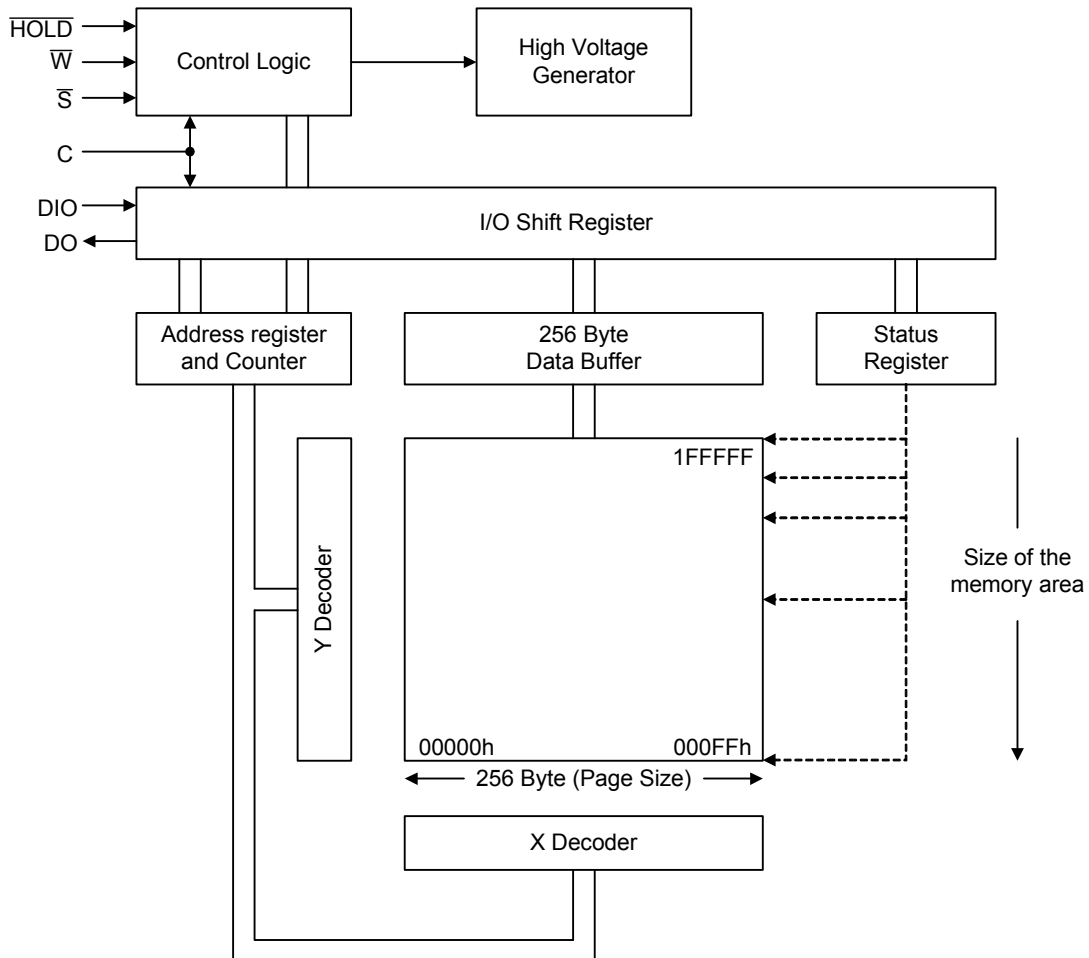 HOLD
W
S
C
DIO
DO
Control Logic
High Voltage
Generator
I/O Shift Register
Address register
and Counter
256 Byte
Data Buffer
Status
Register
Y Decoder
1FFFFF
00000h
000FFh
256 Byte (Page Size)
Size of the
memory area
X Decoder